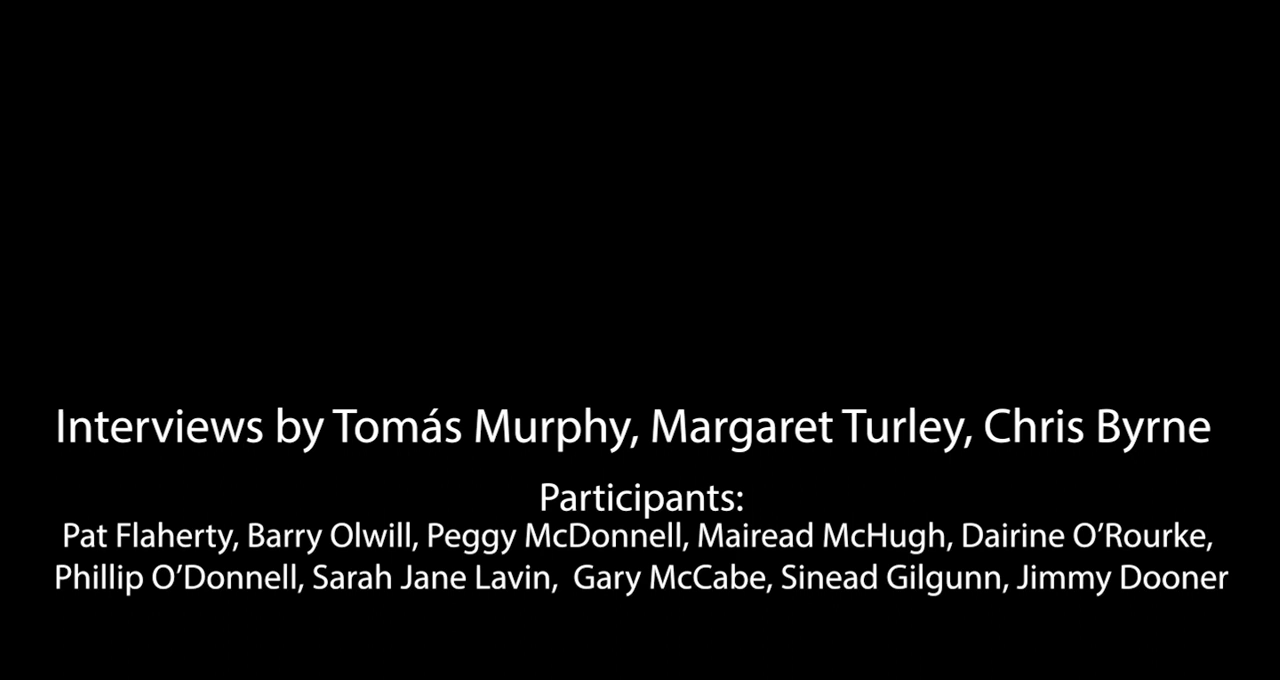 Interviews by Tomás Murphy, Margaret Turley, Chris Byrne
Participants:
Pat Flaherty, Barry Olwill, Peggy McDonnell, Mairead McHugh, Dairine O’Rourke,
Phillip O’Donnell, Sarah Jane Lavin,  Gary McCabe, Sinead Gilgunn, Jimmy Dooner